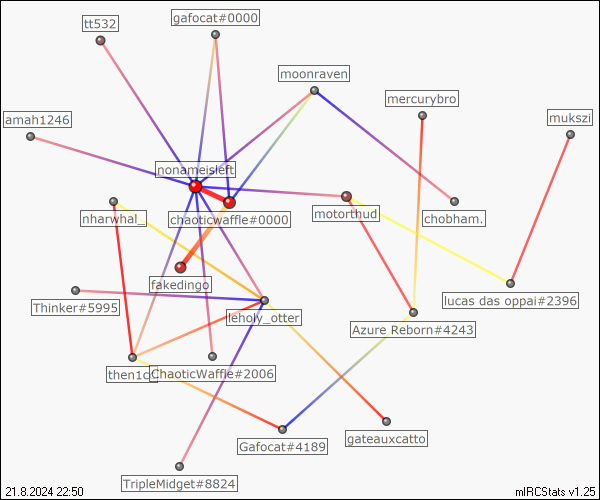 gafocat#0000
tt532
moonraven
mercurybro
amah1246
mukszi
nonameisleft
nharwhal_
chaoticwaffle#0000
motorthud
chobham.
fakedingo
Thinker#5995
leholy_otter
lucas das oppai#2396
Azure Reborn#4243
ChaoticWaffle#2006
Gafocat#4189
gateauxcatto
TripleMidget#8824
21.8.2024 22:50
mIRCStats v1.25